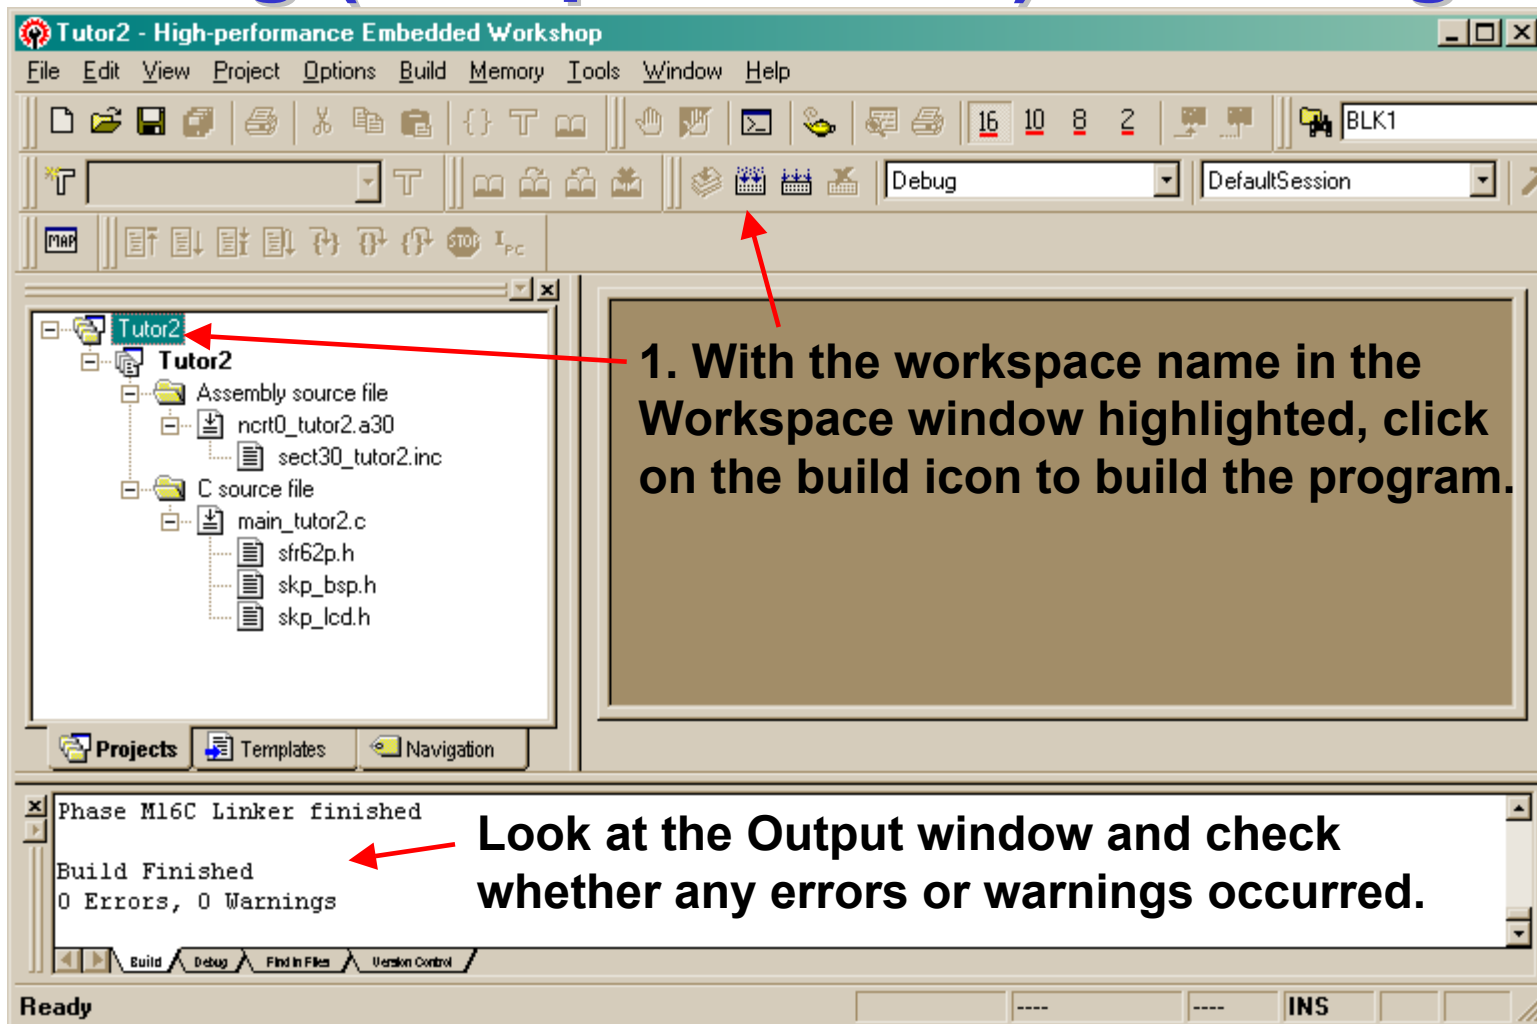 Tutor2 - High-performance Embedded Workshop
File Edit View Project Options Build Memory Tools Window Help
16 10 8 2 BLK1
Debug DefaultSession
MAP STOP IPC
Tutor2
Tutor2
Assembly source file
ncrt0_tutor2.a30
sect30_tutor2.inc
C source file
main_tutor2.c
sfr62p.h
skp_bsp.h
skp_lcd.h
1. With the workspace name in the
Workspace window highlighted, click
on the build icon to build the program.
Projects Templates Navigation
Phase M16C Linker finished
Build Finished
0 Errors, 0 Warnings
Look at the Output window and check
whether any errors or warnings occurred.
Build Debug Find in Files Version Control
Ready ---- ---- INS